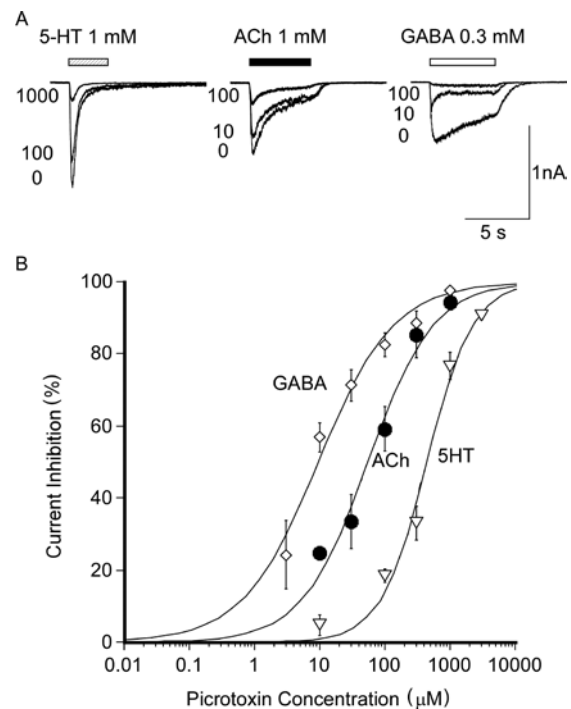 A
5-HT 1 mM
ACh 1 mM
GABA 0.3 mM
1000
100
0
100
10
0
100
10
0
1nA
5 s
B
100
80
60
40
20
0
Current Inhibition (%)
GABA
ACh
5HT
0.01 0.1 1 10 100 1000 10000
Picrotoxin Concentration (μM)